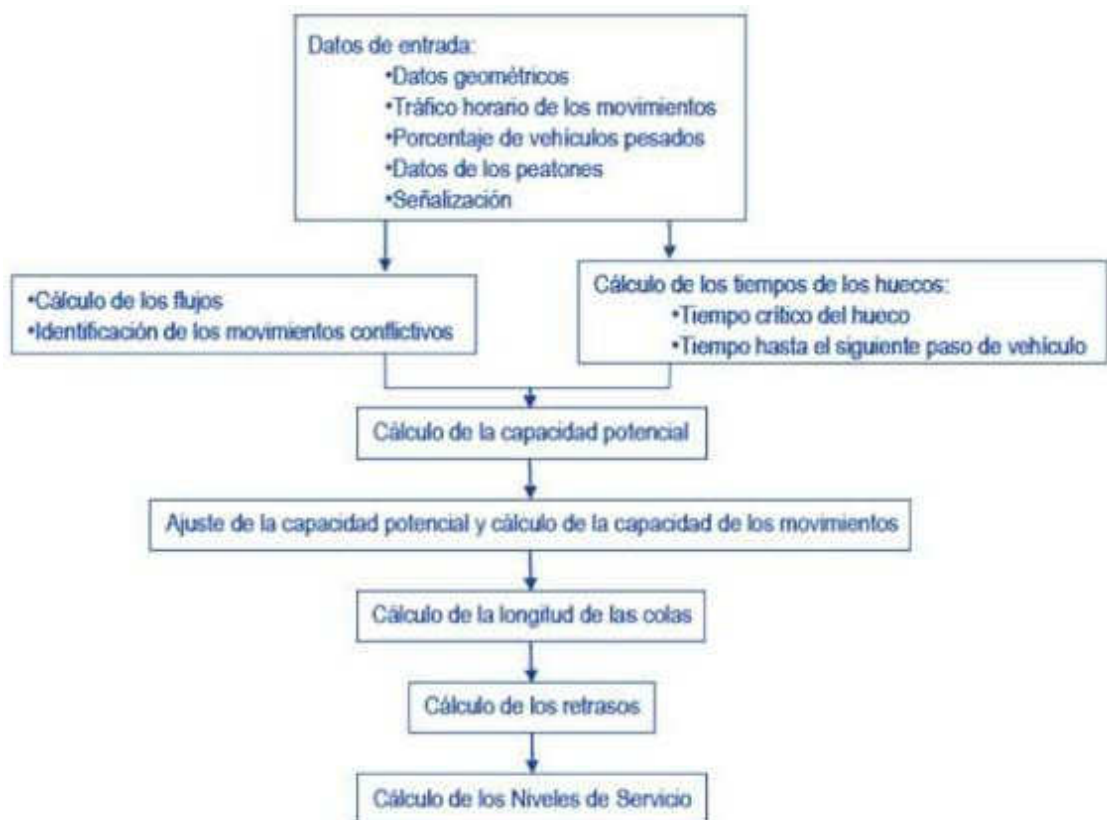 Datos de entrada:
•Datos geométricos
•Tráfico horario de los movimientos
•Porcentaje de vehículos pesados
•Datos de los peatones
•Señalización
•Cálculo de los flujos
•Identificación de los movimientos conflictivos
Cálculo de los tiempos de los huecos:
•Tiempo crítico del hueco
•Tiempo hasta el siguiente paso de vehículo
Cálculo de la capacidad potencial
Ajuste de la capacidad potencial y cálculo de la capacidad de los movimientos
Cálculo de la longitud de las colas
Cálculo de los retrasos
Cálculo de los Niveles de Servicio